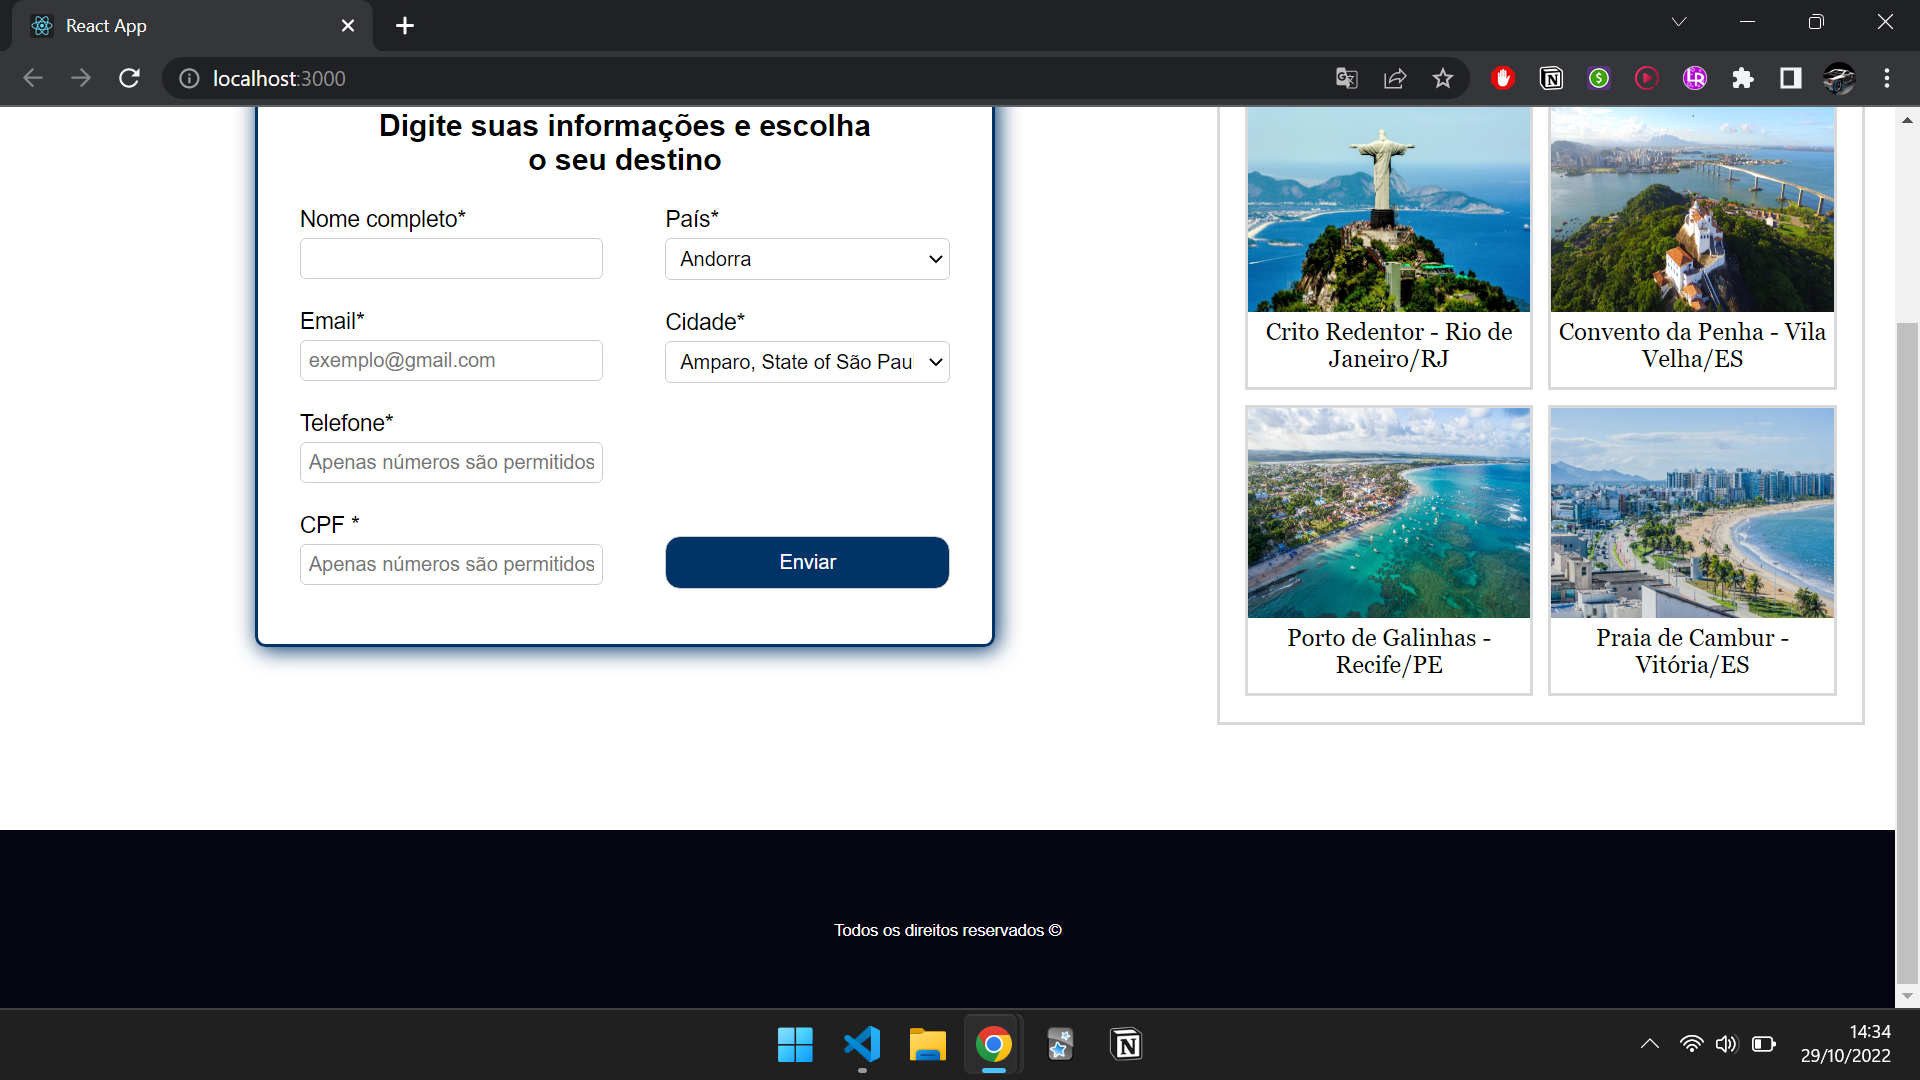 React App
localhost:3000
Digite suas informações e escolha
o seu destino
Nome completo*
País*
Andorra
Email*
exemplo@gmail.com
Cidade*
Amparo, State of São Pau
Telefone*
Apenas números são permitidos
CPF *
Apenas números são permitidos
Enviar
Crito Redentor - Rio de
Janeiro/RJ
Convento da Penha - Vila
Velha/ES
Porto de Galinhas -
Recife/PE
Praia de Cambur -
Vitória/ES
Todos os direitos reservados ©
14:34
29/10/2022